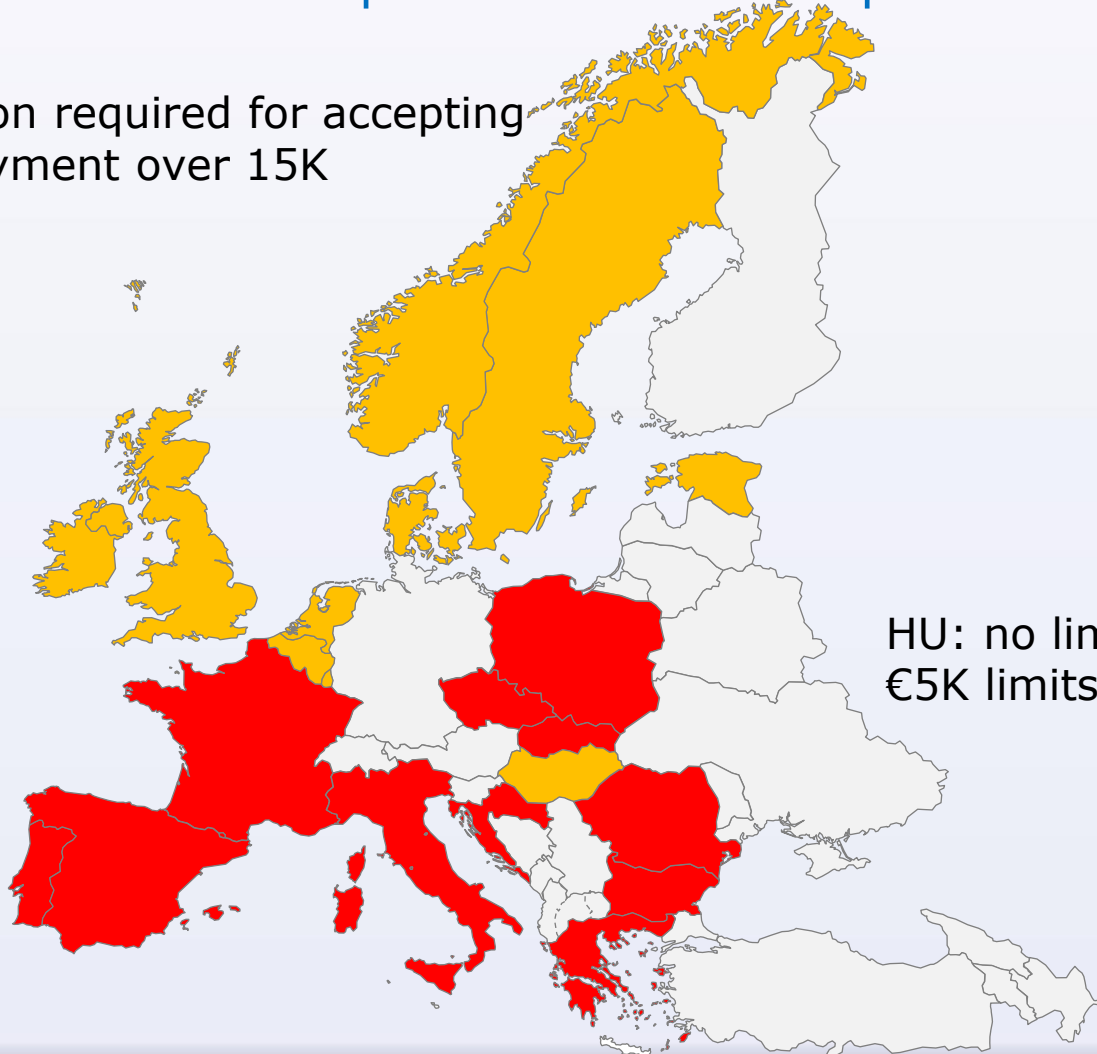 on required for accepting
yment over 15K
HU: no lin
€5K limits